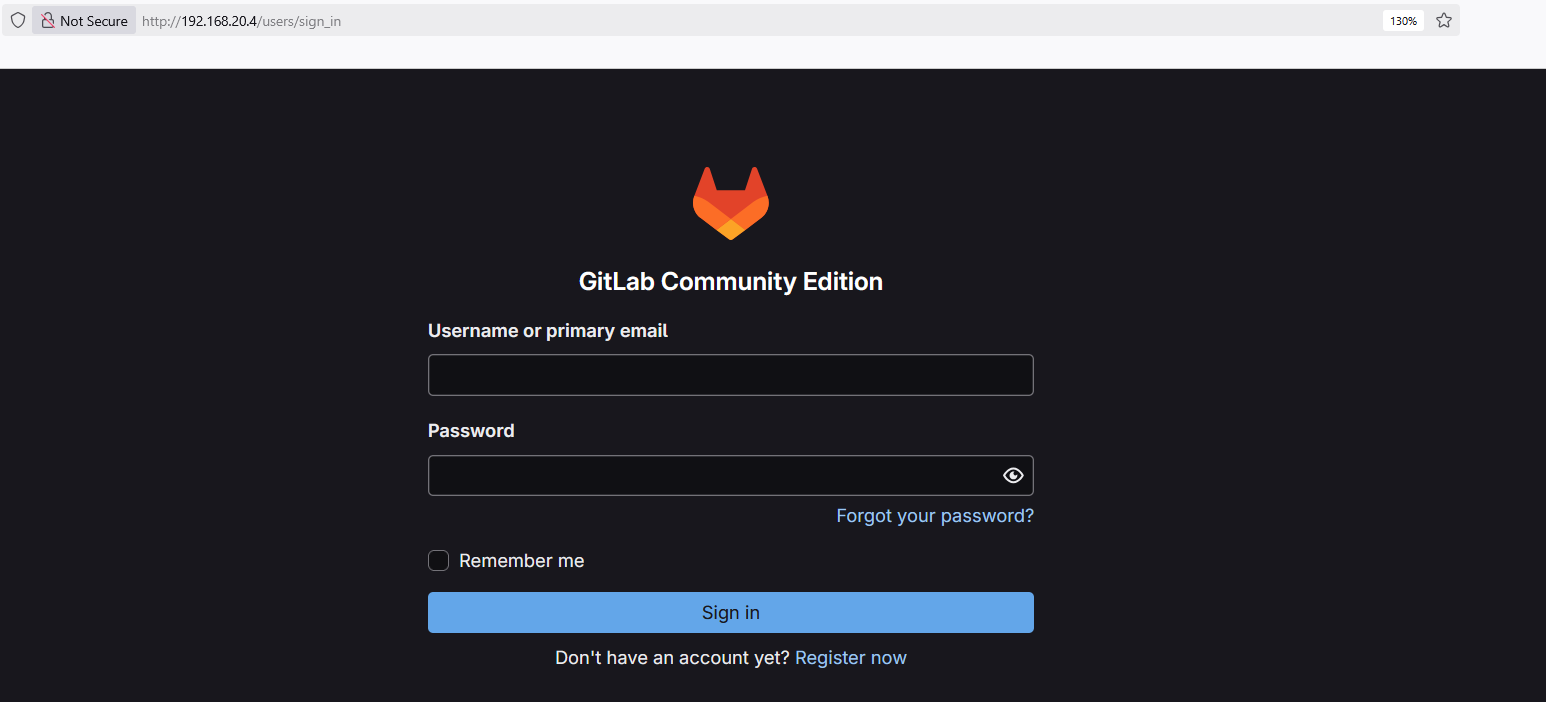 Not Secure http://192.168.20.4/users/sign_in 130%
GitLab Community Edition
Username or primary email
Password
Forgot your password?
Remember me
Sign in
Don't have an account yet? Register now